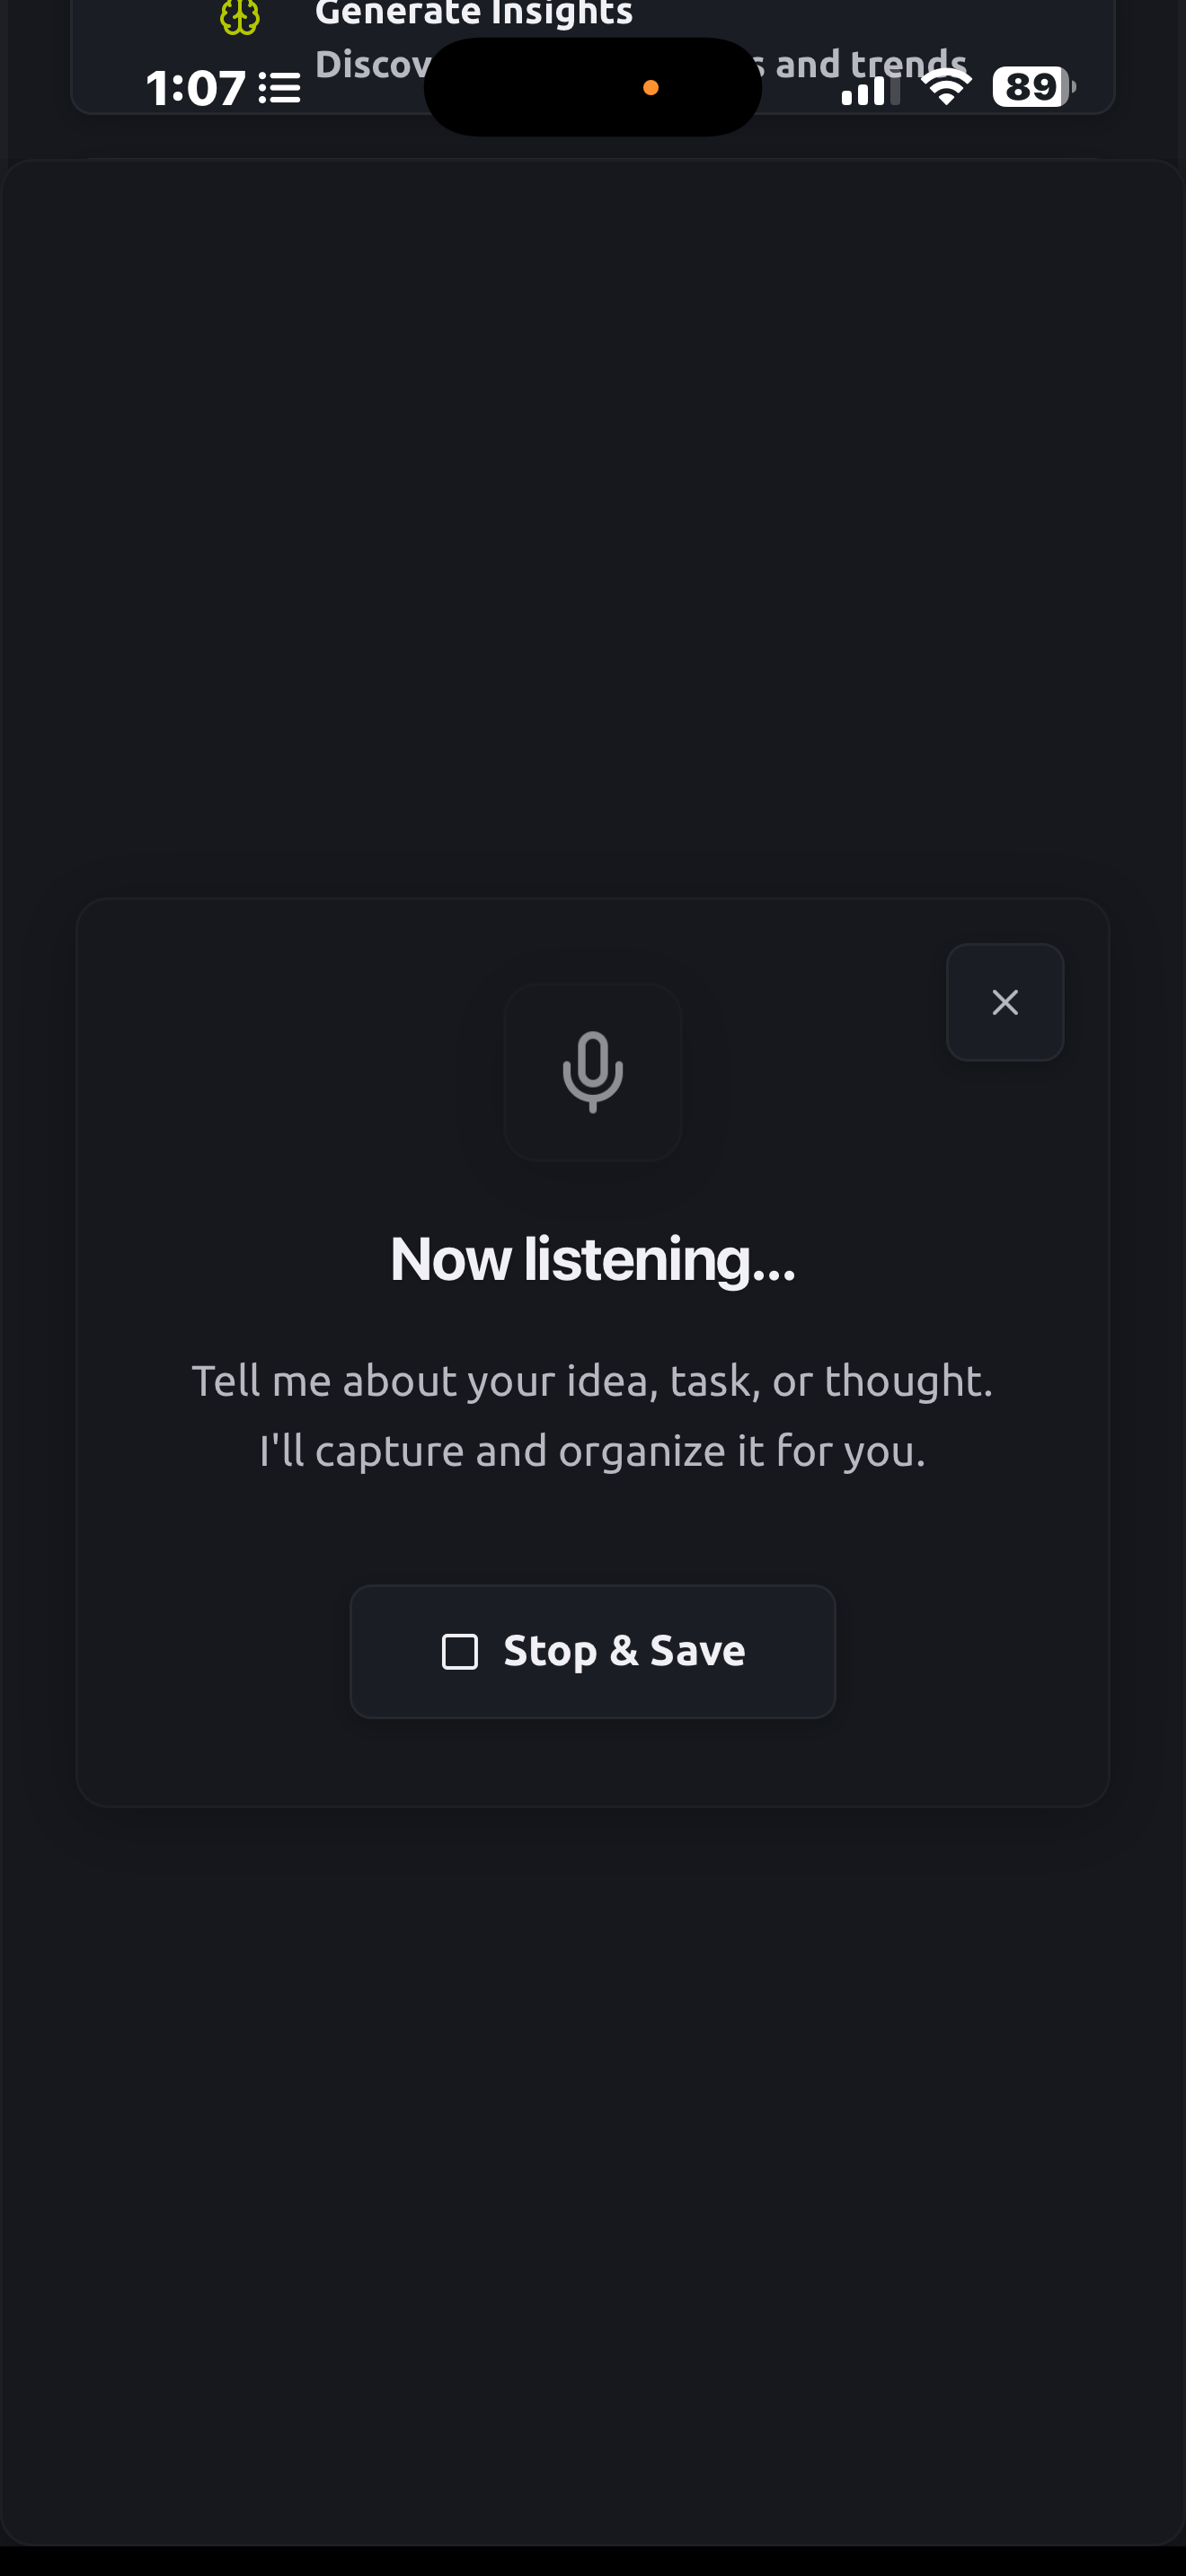 Generate Insights
Discov s and trends
1:07
89
Now listening...
Tell me about your idea, task, or thought.
I'll capture and organize it for you.
Stop & Save